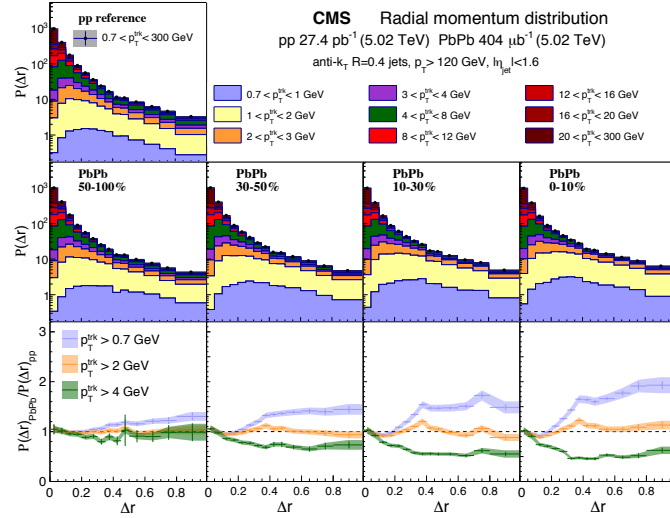 pp reference
0.7 < p_T^trk < 300 GeV
CMS Radial momentum distribution
pp 27.4 pb⁻¹ (5.02 TeV) PbPb 404 μb⁻¹ (5.02 TeV)
anti-k_T R=0.4 jets, p_T > 120 GeV, |η_jet|<1.6
0.7 < p_T^trk < 1 GeV
3 < p_T^trk < 4 GeV
12 < p_T^trk < 16 GeV
1 < p_T^trk < 2 GeV
4 < p_T^trk < 8 GeV
16 < p_T^trk < 20 GeV
2 < p_T^trk < 3 GeV
8 < p_T^trk < 12 GeV
20 < p_T^trk < 300 GeV
P(Δr)
10³
10²
10
1
PbPb
50-100%
PbPb
30-50%
PbPb
10-30%
PbPb
0-10%
P(Δr)
10³
10²
10
1
p_T^trk > 0.7 GeV
p_T^trk > 2 GeV
p_T^trk > 4 GeV
P(Δr)_PbPb /P(Δr)_pp
3
2
1
0
0 0.2 0.4 0.6 0.8
0 0.2 0.4 0.6 0.8
0 0.2 0.4 0.6 0.8
0 0.2 0.4 0.6 0.8
Δr
Δr
Δr
Δr